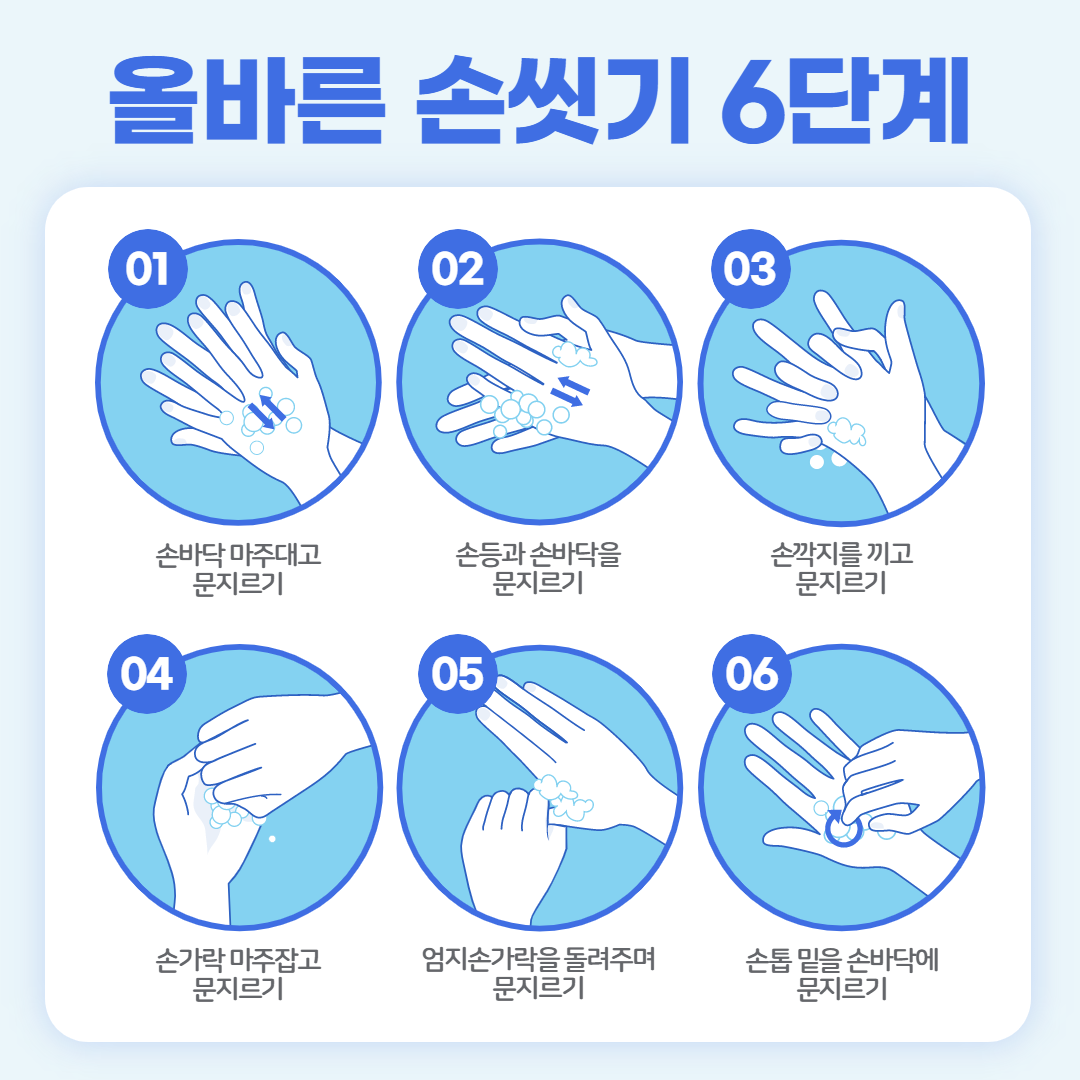 올바른 손씻기 6단계
01
02
03
손바닥 마주대고
문지르기
손등과 손바닥을
문지르기
손깍지를 끼고
문지르기
04
05
06
손가락 마주잡고
문지르기
엄지손가락을 돌려주며
문지르기
손톱 밑을 손바닥에
문지르기